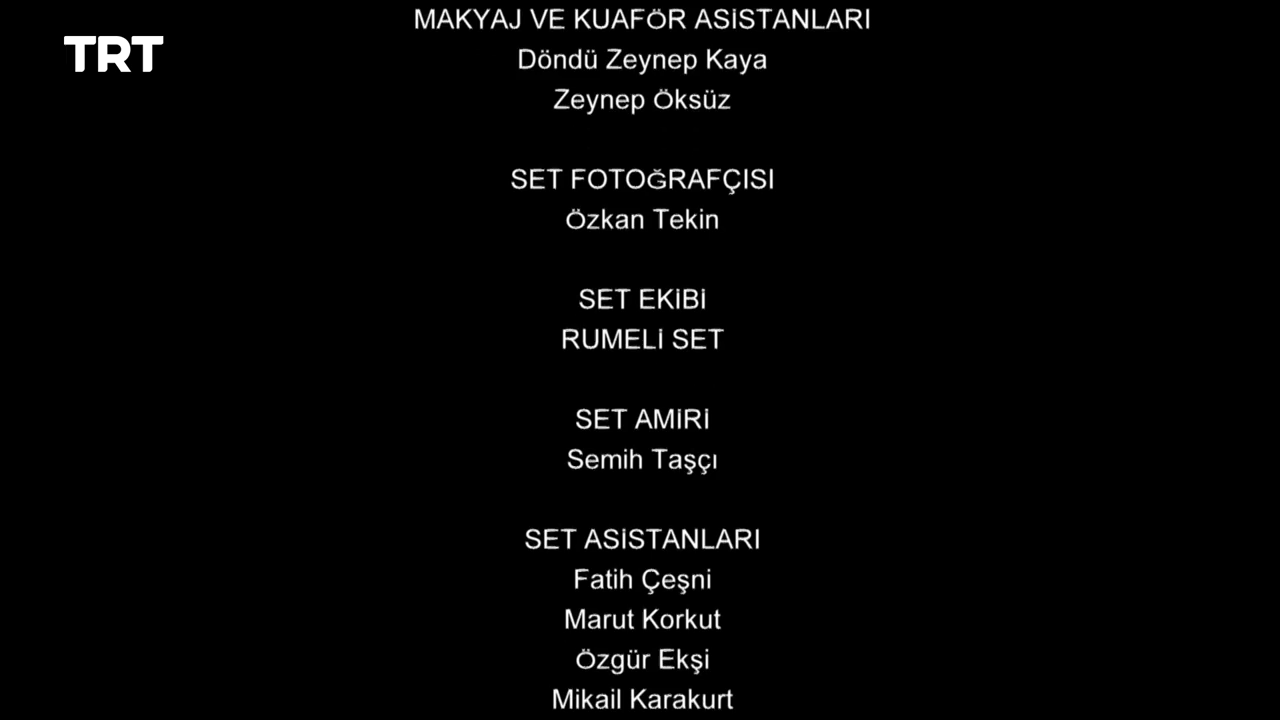 TRT
MAKYAJ VE KUAFÖR ASİSTANLARI
Döndü Zeynep Kaya
Zeynep Öksüz
SET FOTOĞRAFÇISI
Özkan Tekin
SET EKİBİ
RUMELİ SET
SET AMİRİ
Semih Taşçı
SET ASİSTANLARI
Fatih Çeşni
Marut Korkut
Özgür Ekşi
Mikail Karakurt